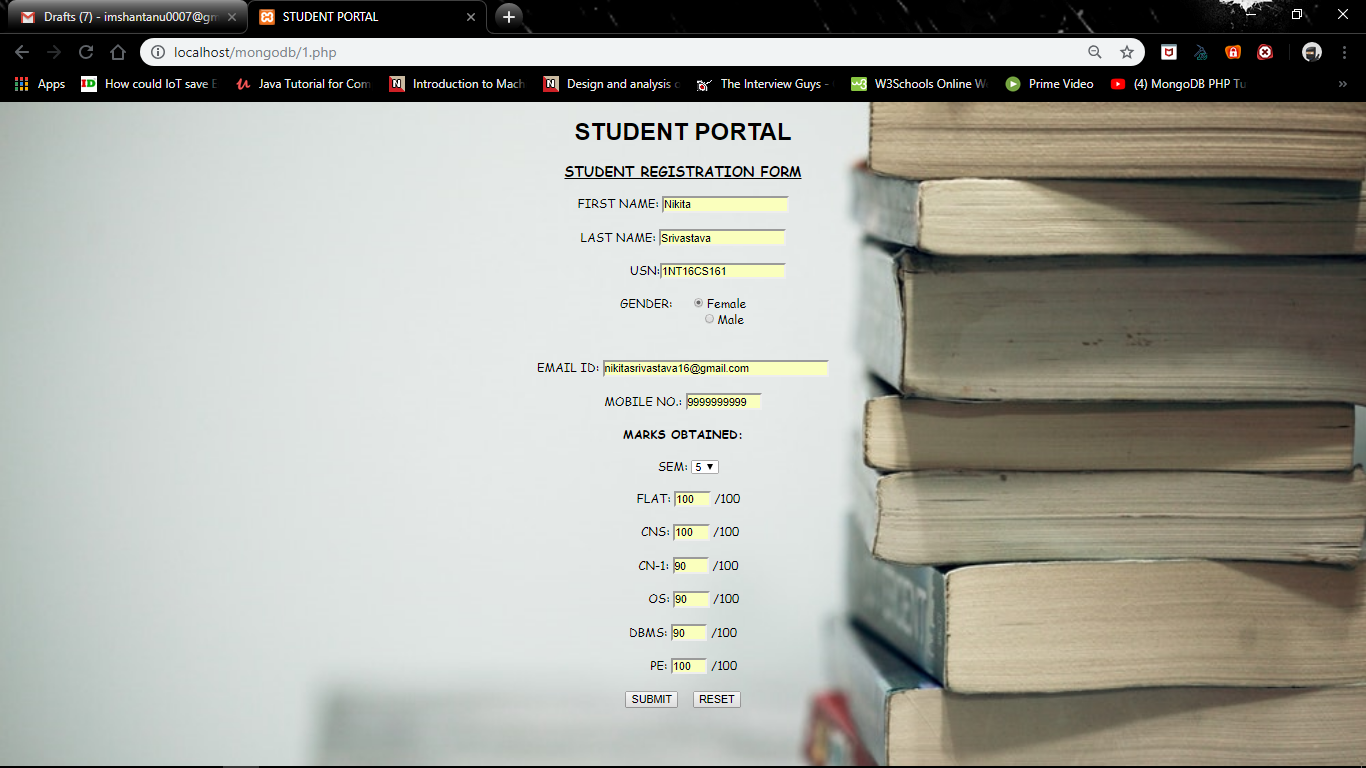 Drafts (7) - imshantanu0007@gm
STUDENT PORTAL
localhost/mongodb/1.php
Apps
How could IoT save E
Java Tutorial for Com
Introduction to Mach
Design and analysis c
The Interview Guys -
W3Schools Online W
Prime Video
(4) MongoDB PHP Tu
STUDENT PORTAL
STUDENT REGISTRATION FORM
FIRST NAME: Nikita
LAST NAME: Srivastava
USN: 1NT16CS161
GENDER: Female
Male
EMAIL ID: nikitasrivastava16@gmail.com
MOBILE NO.: 9999999999
MARKS OBTAINED:
SEM: 5
FLAT: 100 /100
CNS: 100 /100
CN-1: 90 /100
OS: 90 /100
DBMS: 90 /100
PE: 100 /100
SUBMIT RESET